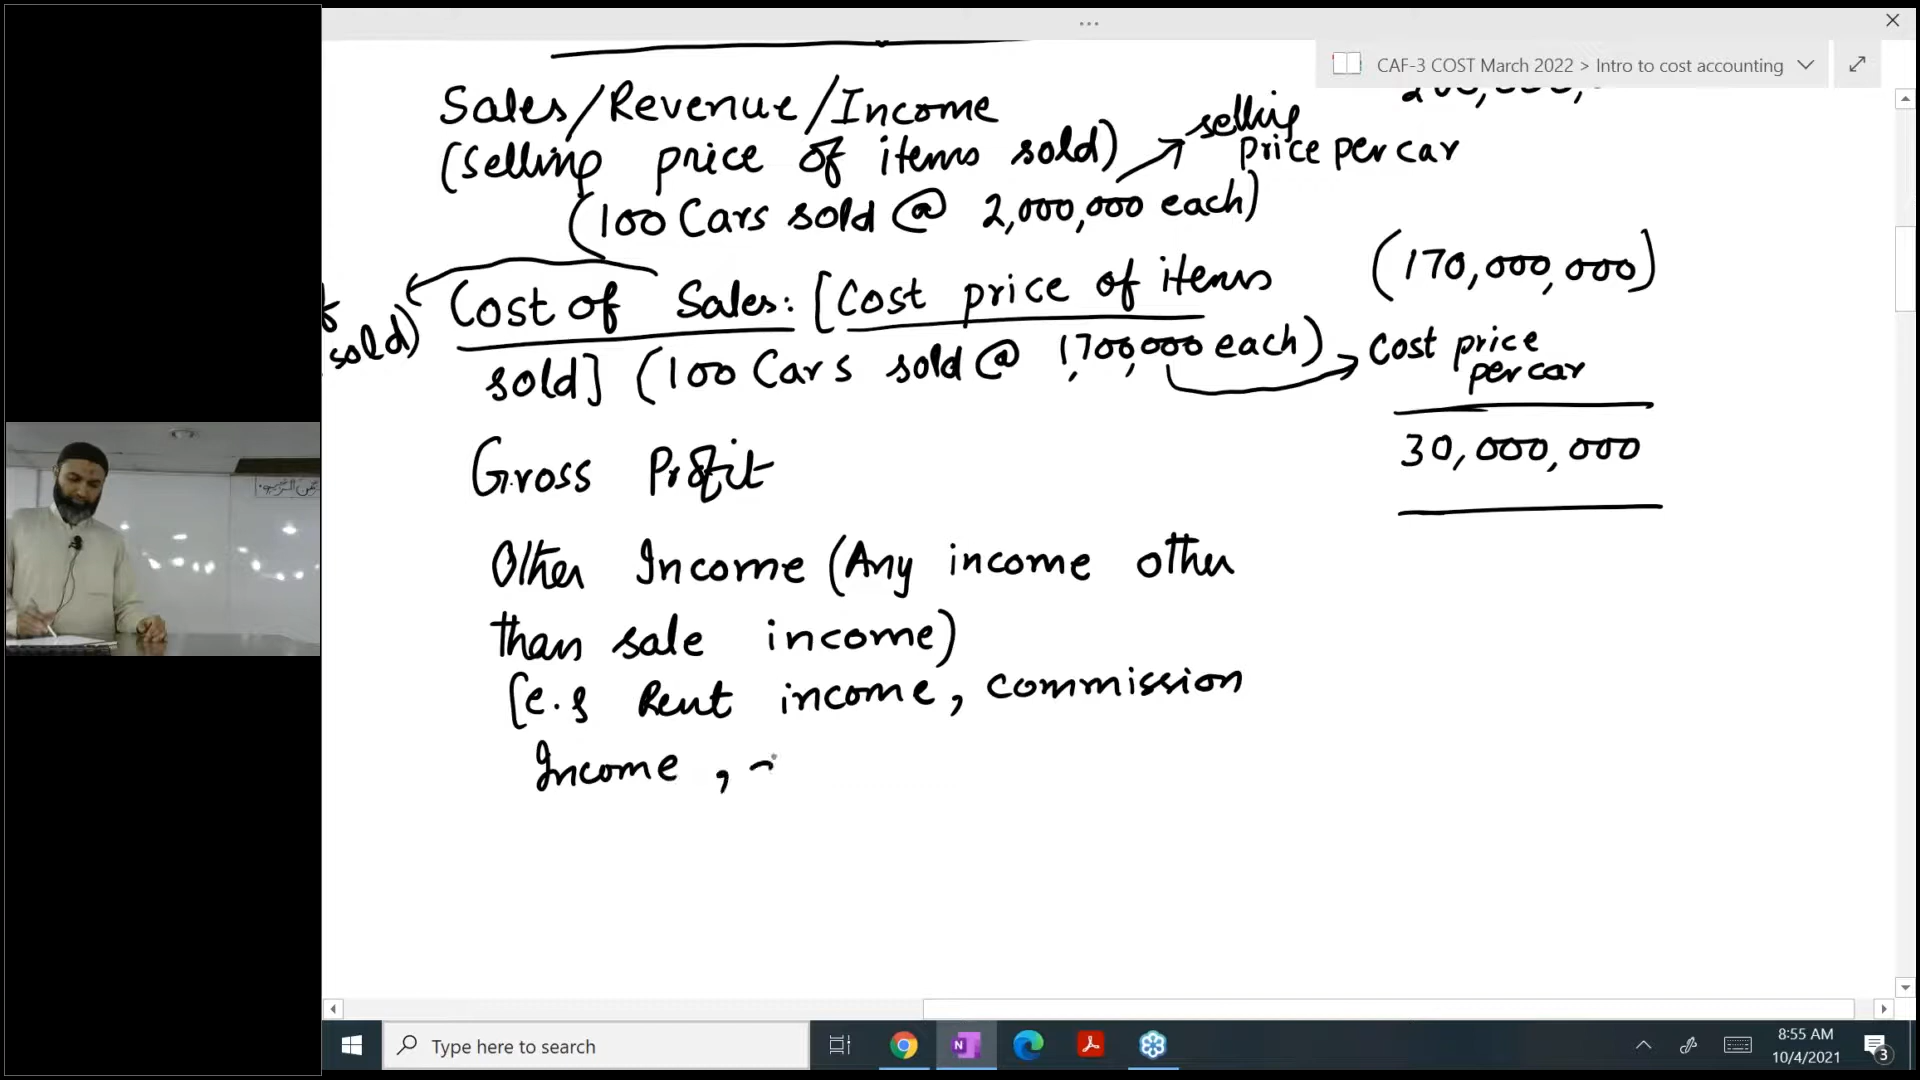 CAF-3 COST March 2022 > Intro to cost accounting
Sales/Revenue/Income
(Selling price of items sold)
selling
price per car
(100 Cars sold @ 2,000,000 each)
(170,000,000)
sold)
Cost of Sales: [Cost price of items
sold] (100 Cars sold @ 1,700,000 each)
Cost price
per car
Gross Profit
30,000,000
Other Income (Any income other
than sale income)
[e.g Rent income, commission
Income,
Type here to search
8:55 AM
10/4/2021
3